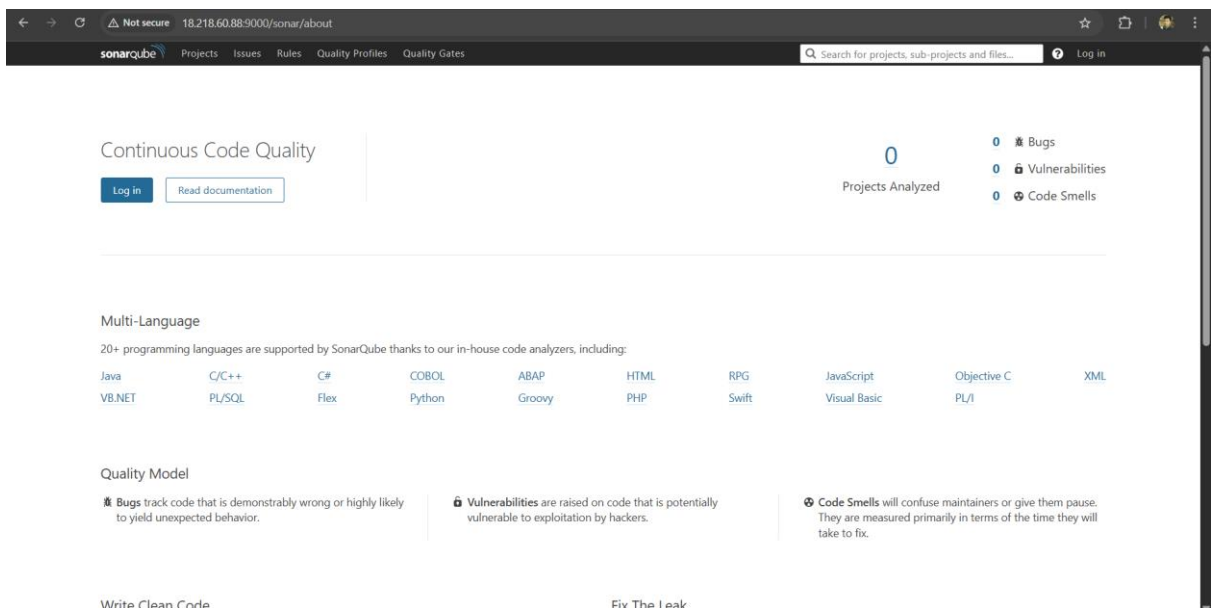 Not secure 18.218.60.88:9000/sonar/about
sonarqube Projects Issues Rules Quality Profiles Quality Gates Search for projects, sub-projects and files... ? Log in
Continuous Code Quality
Log in Read documentation
0
Projects Analyzed
0 Bugs
0 Vulnerabilities
0 Code Smells
Multi-Language
20+ programming languages are supported by SonarQube thanks to our in-house code analyzers, including:
Java C/C++ C# COBOL ABAP HTML RPG JavaScript Objective C XML
VB.NET PL/SQL Flex Python Groovy PHP Swift Visual Basic PL/I
Quality Model
Bugs track code that is demonstrably wrong or highly likely
to yield unexpected behavior.
Vulnerabilities are raised on code that is potentially
vulnerable to exploitation by hackers.
Code Smells will confuse maintainers or give them pause.
They are measured primarily in terms of the time they will
take to fix.
Write Clean Code Fix The Leak